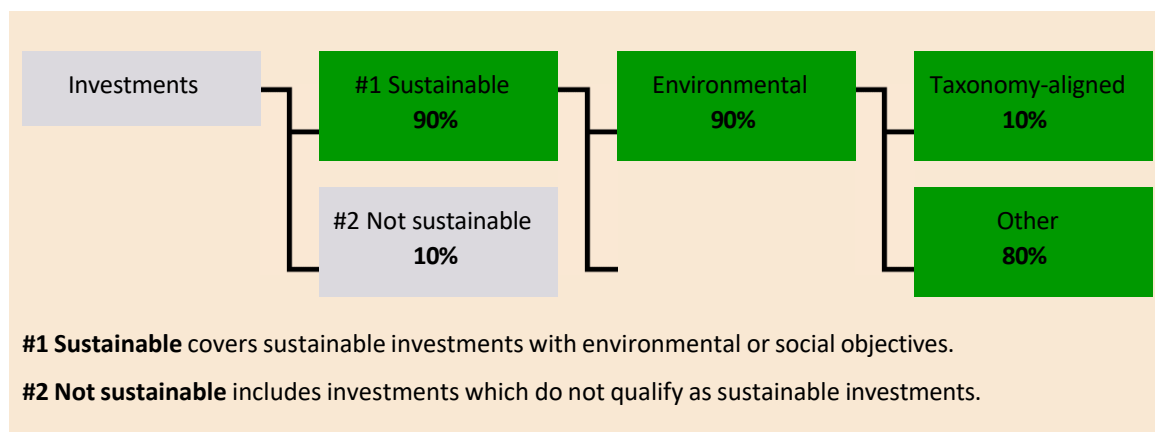 Investments
#1 Sustainable
90%
Environmental
90%
Taxonomy-aligned
10%
#2 Not sustainable
10%
Other
80%
#1 Sustainable covers sustainable investments with environmental or social objectives.
#2 Not sustainable includes investments which do not qualify as sustainable investments.